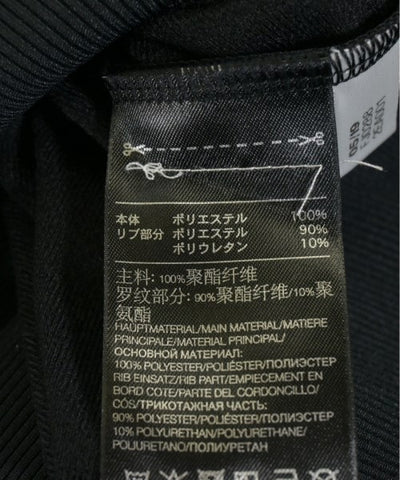 05/19
本体 ポリエステル 100%
リブ部分 ポリエステル 90%
ポリウレタン 10%
主料: 100%聚酯纤维
罗纹部分: 90%聚酯纤维/10%聚
氨酯
HAUPTMATERIAL/MAIN MATERIAL/MATIERE
PRINCIPALE/MATERIAL PRINCIPAL/
ОСНОВНОЙ МАТЕРИАЛ:
100% POLYESTER/POLIÉSTER/ПОЛИЭСТЕР
RIB EINSATZ/RIB PART/EMPIECEMENT EN
BORD COTE/PARTE DEL CORDONCILLO/
CÓS/ТРИКОТАЖНАЯ ЧАСТЬ:
90% POLYESTER/POLIÉSTER/ПОЛИЭСТЕР
10% POLYURETHAN/POLYURETHANE/
POLIURETANO/ПОЛИУРЕТАН